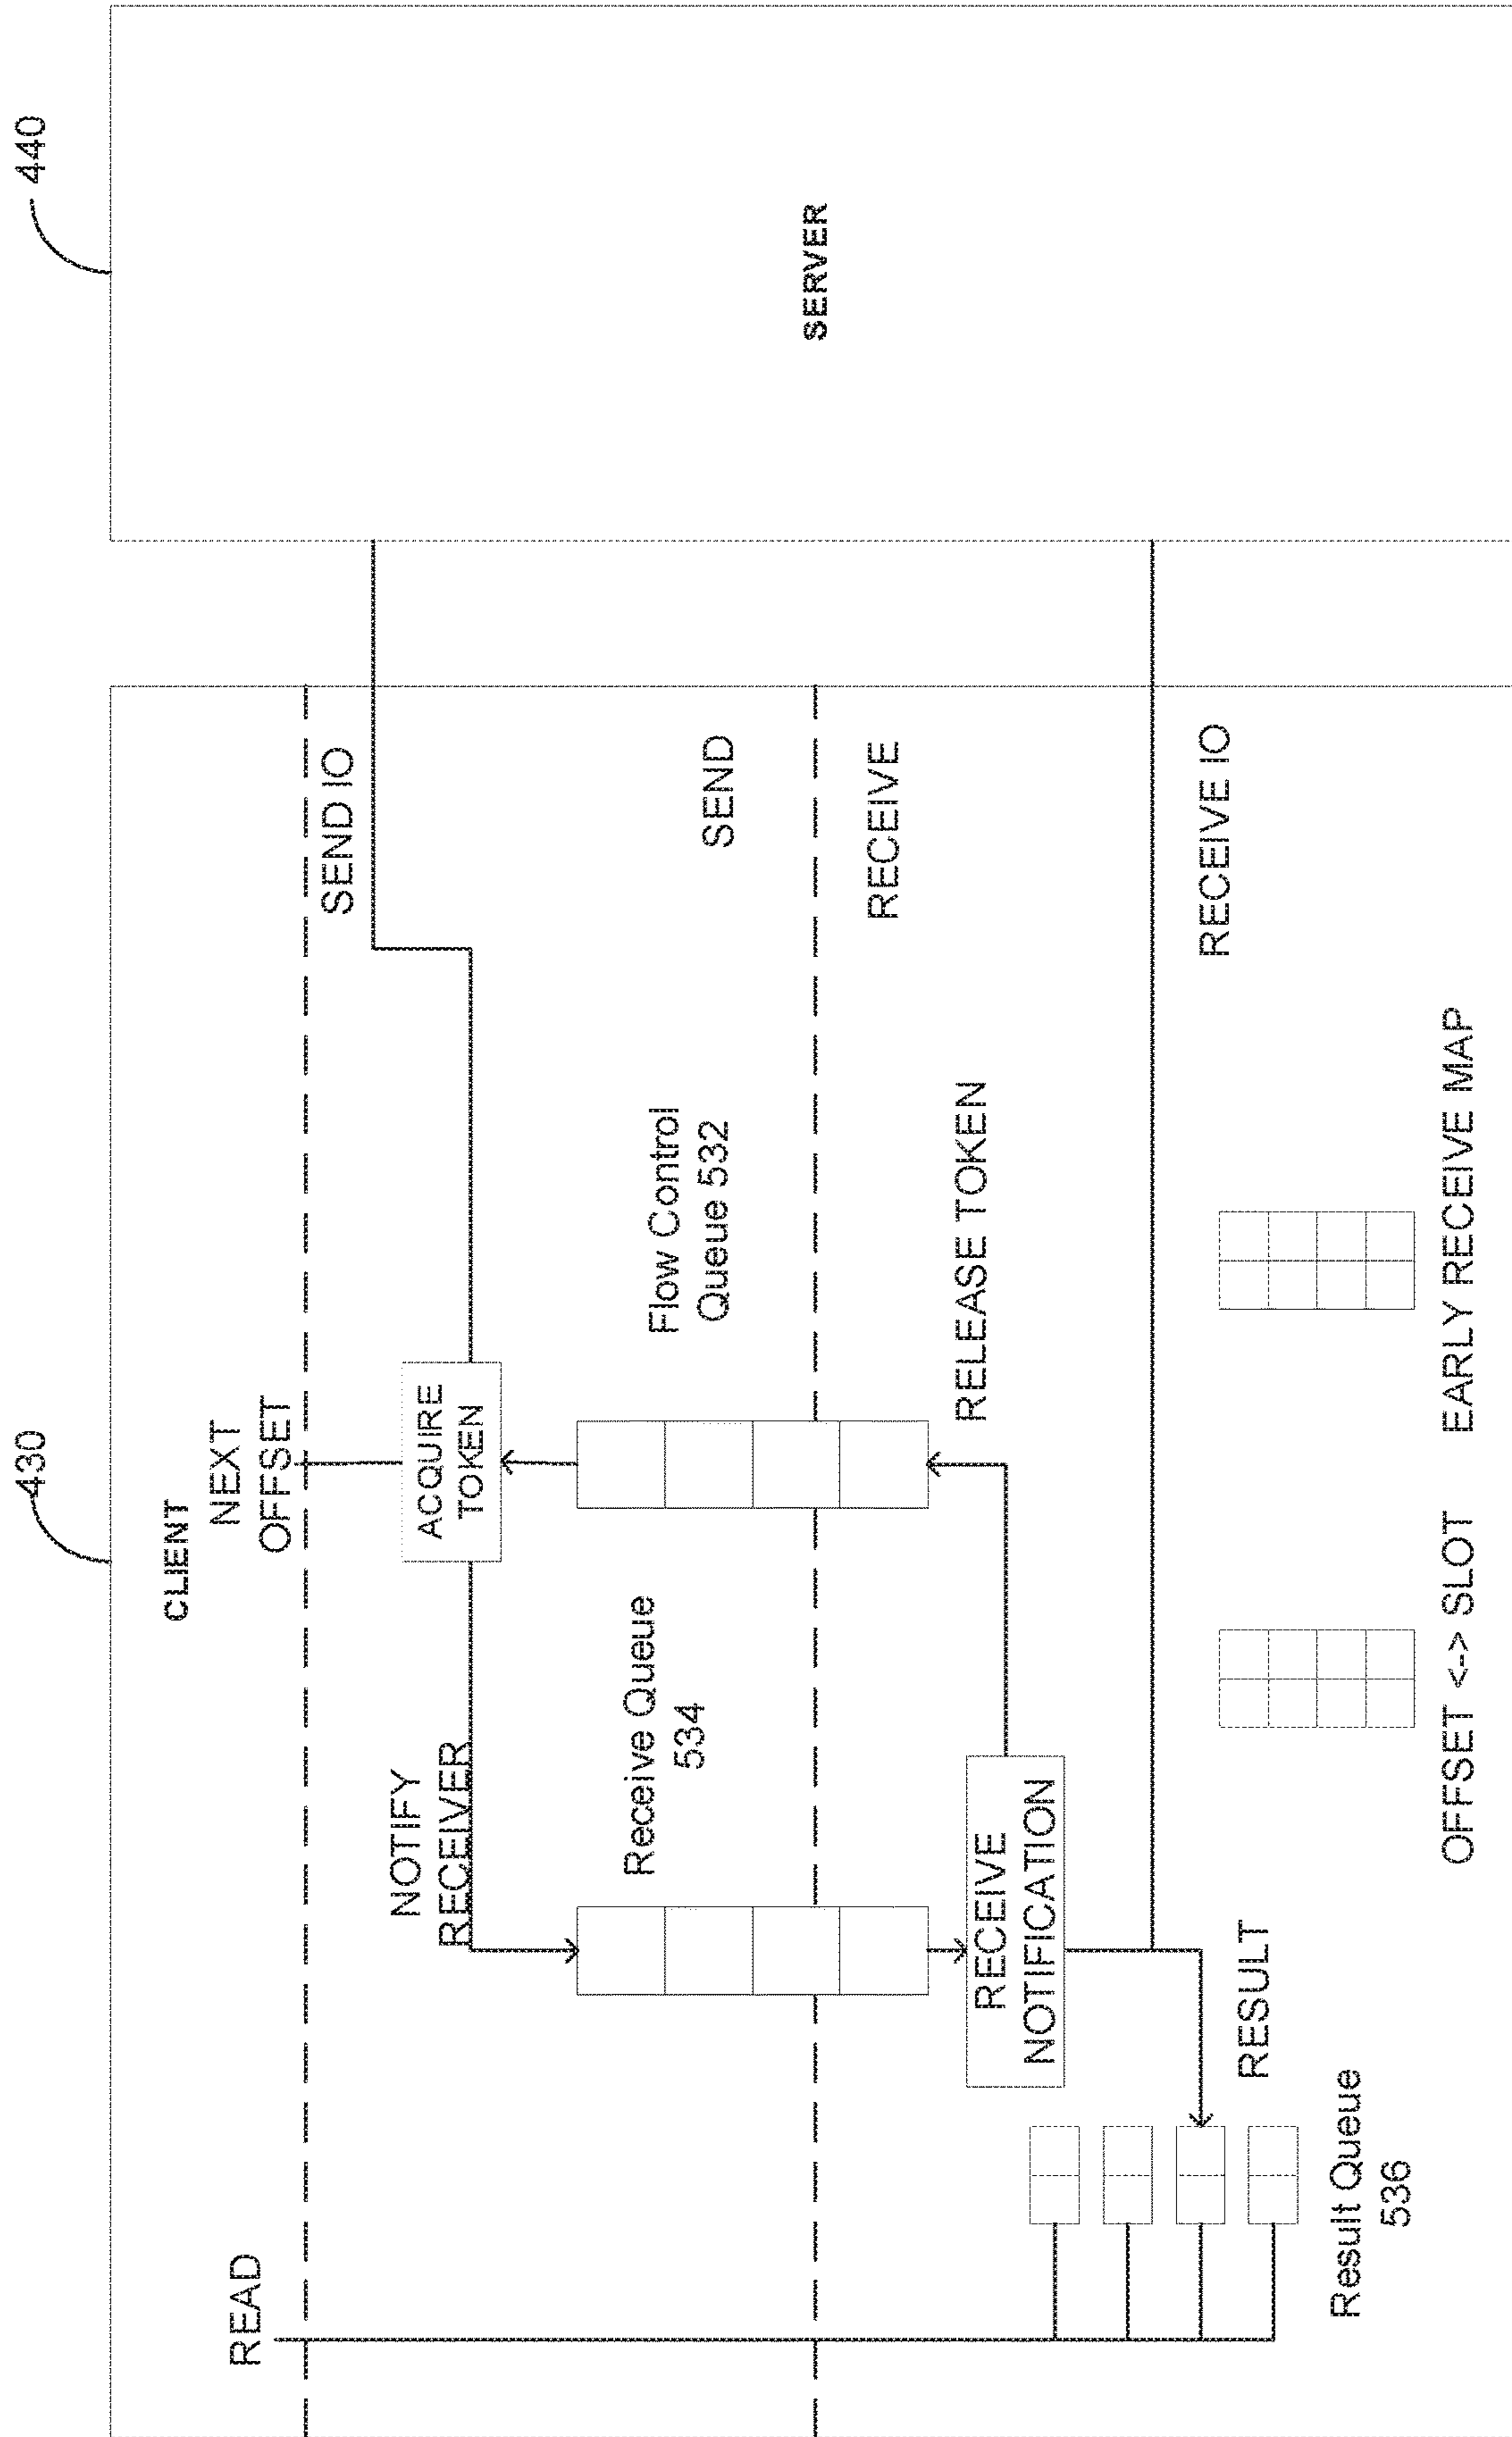 430
440
CLIENT
READ
NEXT
OFFSET
SEND IO
NOTIFY
RECEIVER
ACQUIRE
TOKEN
Receive Queue
534
Flow Control
Queue 532
SEND
SERVER
RECEIVE
RELEASE TOKEN
RECEIVE
NOTIFICATION
RECEIVE IO
RESULT
Result Queue
536
OFFSET <-> SLOT
EARLY RECEIVE MAP